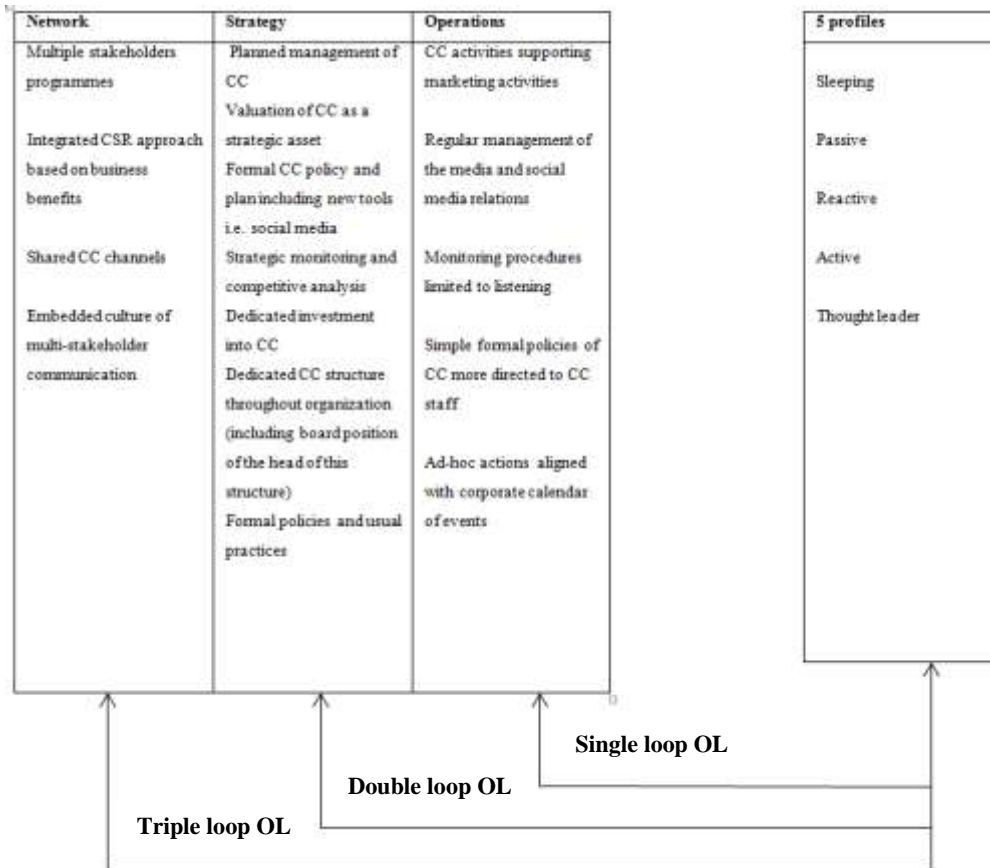 Network
Multiple stakeholders
programmes
Integrated CSR approach
based on business
benefits
Shared CC channels
Embedded culture of
multi-stakeholder
communication
Strategy
Planned management of
CC
Valuation of CC as a
strategic asset
Formal CC policy and
plan including new tools
i.e. social media
Strategic monitoring and
competitive analysis
Dedicated investment
into CC
Dedicated CC structure
throughout organization
(including board position
of the head of this
structure)
Formal policies and usual
practices
Operations
CC activities supporting
marketing activities
Regular management of
the media and social
media relations
Monitoring procedures
limited to listening
Simple formal policies of
CC more directed to CC
staff
Ad-hoc actions aligned
with corporate calendar
of events
5 profiles
Sleeping
Passive
Reactive
Active
Thought leader
Single loop OL
Double loop OL
Triple loop OL